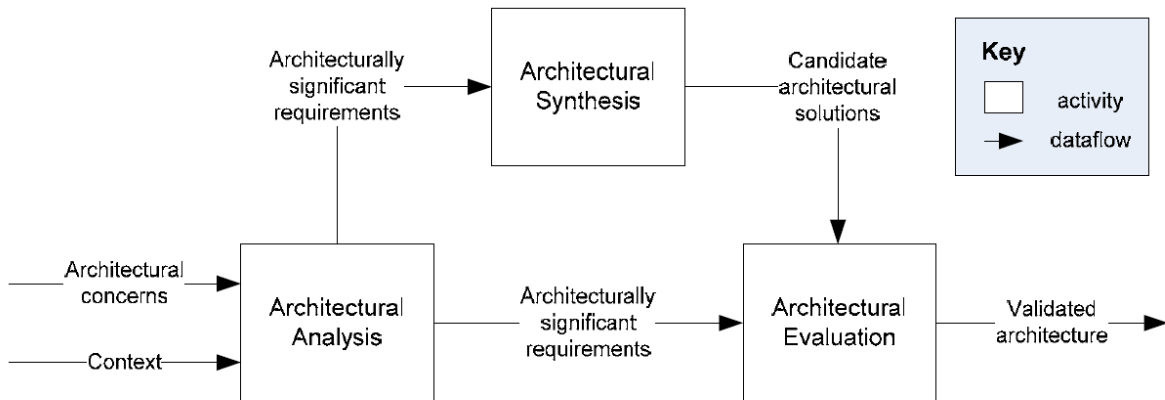 Architecturally
significant
requirements
Architectural
Synthesis
Candidate
architectural
solutions
Key
activity
dataflow
Architectural
concerns
Context
Architectural
Analysis
Architecturally
significant
requirements
Architectural
Evaluation
Validated
architecture